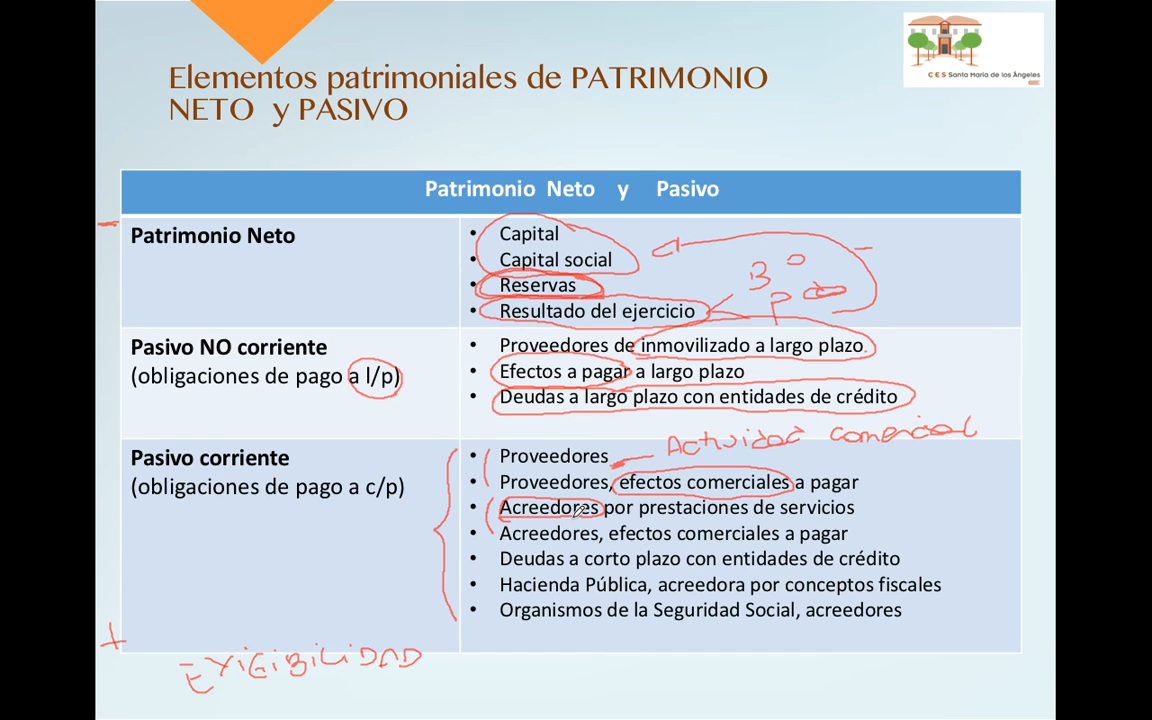 C E S Santa María de los Ángeles
Elementos patrimoniales de PATRIMONIO
NETO y PASIVO
Patrimonio Neto y Pasivo
Patrimonio Neto
• Capital
• Capital social
• Reservas
• Resultado del ejercicio
B
P
Pasivo NO corriente
(obligaciones de pago a l/p)
• Proveedores de inmovilizado a largo plazo
• Efectos a pagar a largo plazo
• Deudas a largo plazo con entidades de crédito
Actividad comercial
Pasivo corriente
(obligaciones de pago a c/p)
• Proveedores
• Proveedores, efectos comerciales a pagar
• Acreedores por prestaciones de servicios
• Acreedores, efectos comerciales a pagar
• Deudas a corto plazo con entidades de crédito
• Hacienda Pública, acreedora por conceptos fiscales
• Organismos de la Seguridad Social, acreedores
+
EXIGIBILIDAD